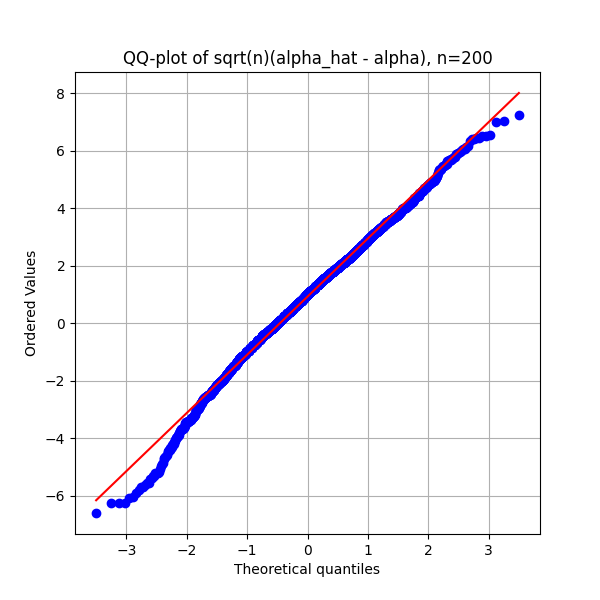 QQ-plot of sqrt(n)(alpha_hat - alpha), n=200
8
6
4
2
0
−2
−4
−6
Ordered Values
−3 −2 −1 0 1 2 3
Theoretical quantiles